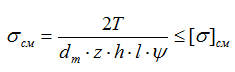 σ_см = 2T / (d_m · z · h · l · ψ) ≤ [σ]_см